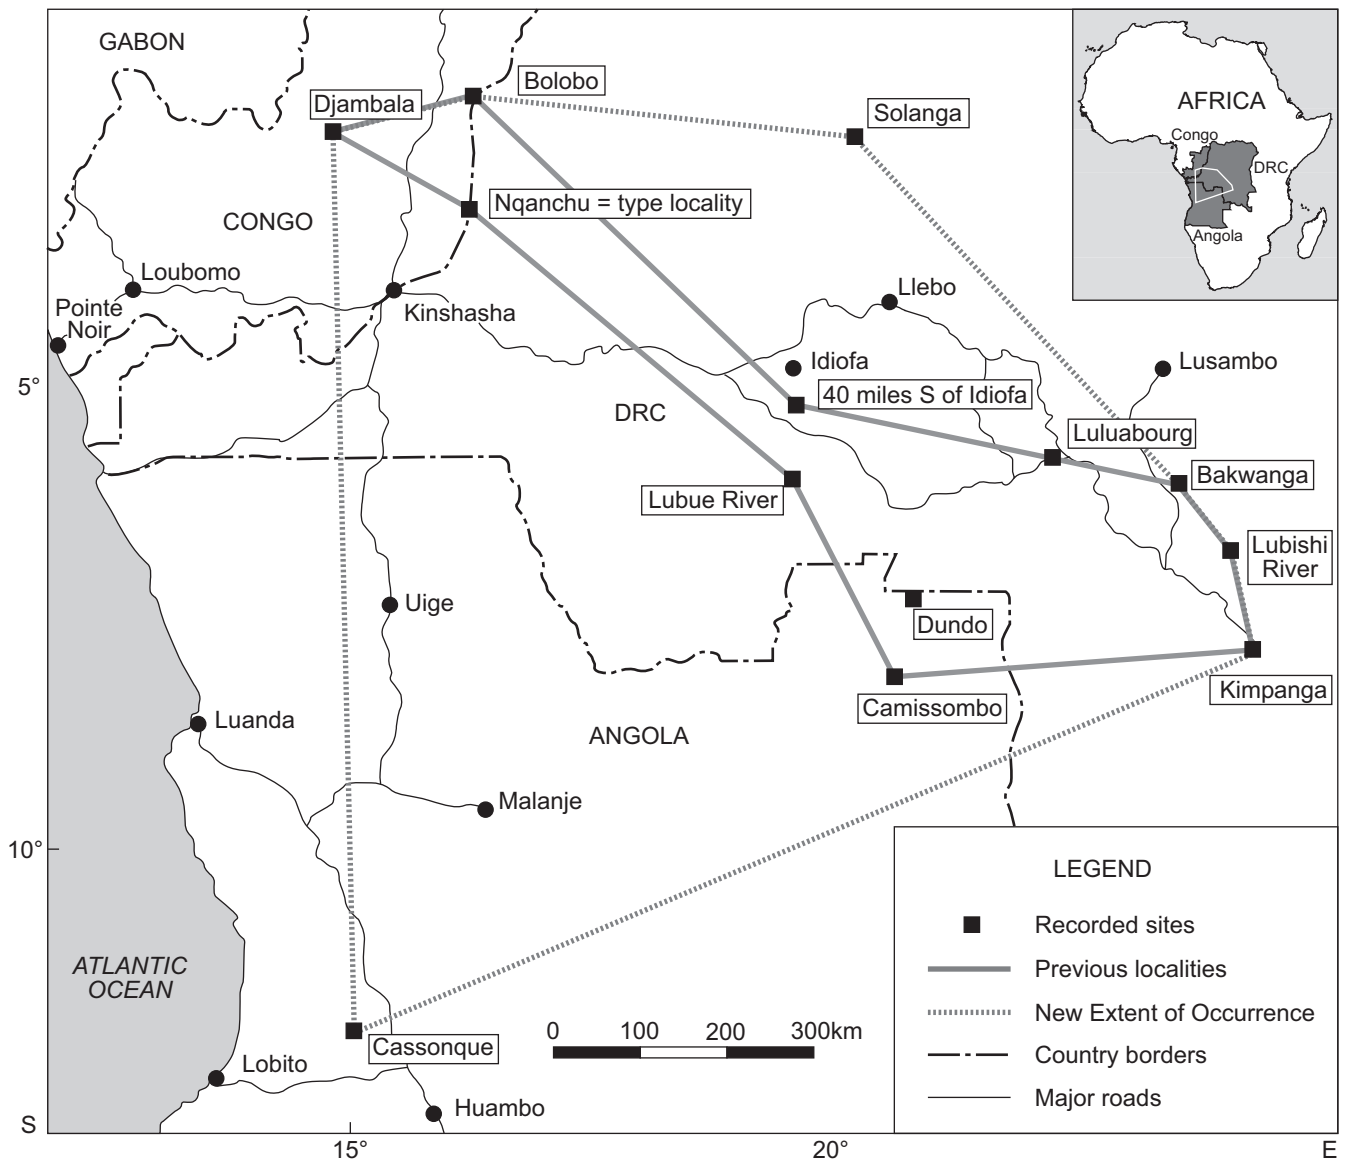 GABON
Djambala
Bolobo
Solanga
AFRICA
Congo
DRC
Angola
Nqanchu = type locality
CONGO
Loubomo
Pointe
Noir
Kinshasha
Llebo
Idiofa
Lusambo
5°
40 miles S of Idiofa
DRC
Luluabourg
Bakwanga
Lubue River
Lubishi
River
Uige
Dundo
Kimpanga
Camissombo
Luanda
ANGOLA
Malanje
10°
ATLANTIC
OCEAN
Cassonque
0 100 200 300km
Lobito
Huambo
LEGEND
Recorded sites
Previous localities
New Extent of Occurrence
Country borders
Major roads
S
15°
20°
E